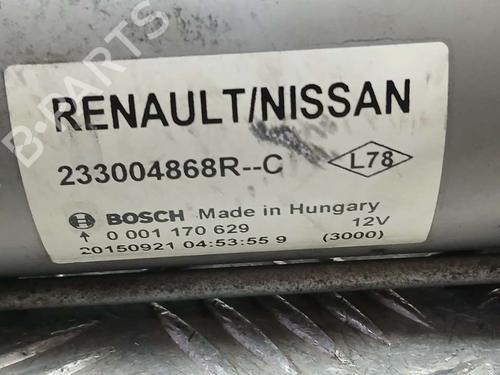 B-PARTS
RENAULT/NISSAN
233004868R--C
L78
BOSCH Made in Hungary
0 001 170 629 12V
20150921 04:53:55 9 (3000)